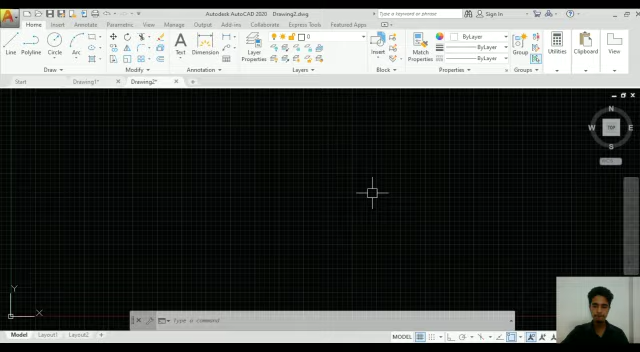 Autodesk AutoCAD 2020 Drawing2.dwg
Type a keyword or phrase
Sign In
Home Insert Annotate Parametric View Manage Output Add-ins Collaborate Express Tools Featured Apps
Line Polyline Circle Arc
Text Dimension
Layer Properties
0
Insert
Match Properties
ByLayer
ByLayer
ByLayer
Group
Utilities
Clipboard
View
Draw Modify Annotation Layers Block Properties Groups
Start Drawing1* Drawing2*
N
W TOP E
S
Y
X
Type a command
Model Layout1 Layout2 +
MODEL